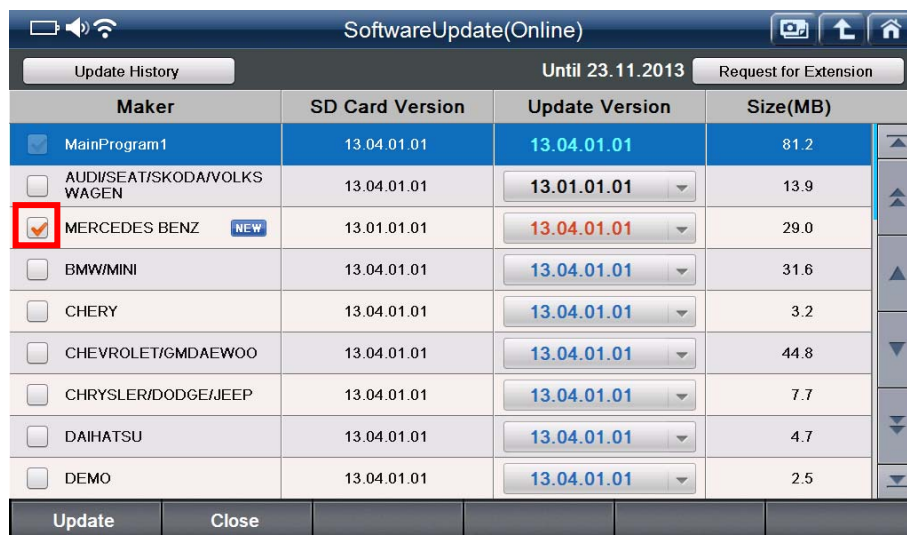 SoftwareUpdate(Online)
Update History Until 23.11.2013 Request for Extension
Maker SD Card Version Update Version Size(MB)
MainProgram1 13.04.01.01 13.04.01.01 81.2
AUDI/SEAT/SKODA/VOLKS
WAGEN 13.04.01.01 13.01.01.01 13.9
MERCEDES BENZ NEW 13.01.01.01 13.04.01.01 29.0
BMW/MINI 13.04.01.01 13.04.01.01 31.6
CHERY 13.04.01.01 13.04.01.01 3.2
CHEVROLET/GMDAEWOO 13.04.01.01 13.04.01.01 44.8
CHRYSLER/DODGE/JEEP 13.04.01.01 13.04.01.01 7.7
DAIHATSU 13.04.01.01 13.04.01.01 4.7
DEMO 13.04.01.01 13.04.01.01 2.5
Update Close